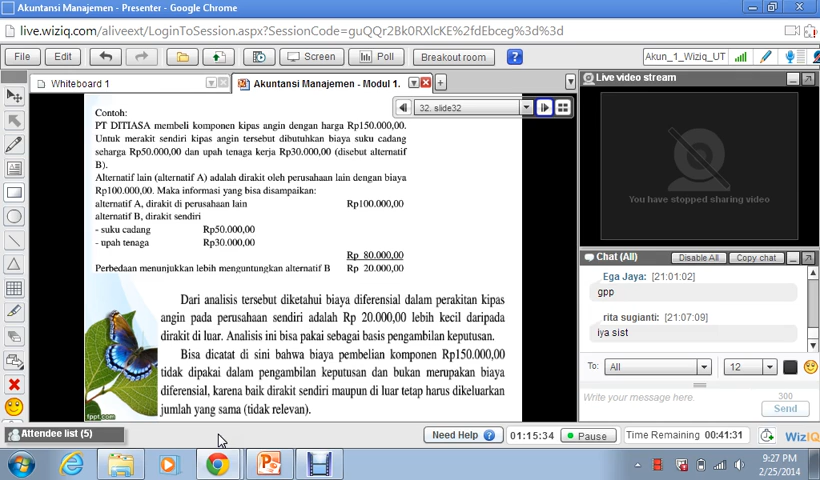 Akuntansi Manajemen - Presenter - Google Chrome
live.wiziq.com/aliveext/LoginToSession.aspx?SessionCode=guQQr2Bk0RXlcKE%2fdEbceg%3d%3d
File Edit Screen Poll Breakout room ? Akun_1_Wiziq_UT
Whiteboard 1 Akuntansi Manajemen - Modul 1. Live video stream
32. slide32
Contoh:
PT DITIASA membeli komponen kipas angin dengan harga Rp150.000,00.
Untuk merakit sendiri kipas angin tersebut dibutuhkan biaya suku cadang
seharga Rp50.000,00 dan upah tenaga kerja Rp30.000,00 (disebut alternatif
B).
Alternatif lain (alternatif A) adalah dirakit oleh perusahaan lain dengan biaya
Rp100.000,00. Maka informasi yang bisa disampaikan:
alternatif A, dirakit di perusahaan lain Rp100.000,00
alternatif B, dirakit sendiri
- suku cadang Rp50.000,00
- upah tenaga Rp30.000,00
Rp 80.000,00
Perbedaan menunjukkan lebih menguntungkan alternatif B Rp 20.000,00
Dari analisis tersebut diketahui biaya diferensial dalam perakitan kipas
angin pada perusahaan sendiri adalah Rp 20.000,00 lebih kecil daripada
dirakit di luar. Analisis ini bisa pakai sebagai basis pengambilan keputusan.
Bisa dicatat di sini bahwa biaya pembelian komponen Rp150.000,00
tidak dipakai dalam pengambilan keputusan dan bukan merupakan biaya
diferensial, karena baik dirakit sendiri maupun di luar tetap harus dikeluarkan
jumlah yang sama (tidak relevan).
fppt.com
You have stopped sharing video
Chat (All) Disable All Copy chat
Ega Jaya: [21:01:02]
gpp
rita sugianti: [21:07:09]
iya sist
To: All 12
Write your message here... 300
Send
Attendee list (5) Need Help ? 01:15:34 Pause Time Remaining 00:41:31 WizIQ
9:27 PM
2/25/2014